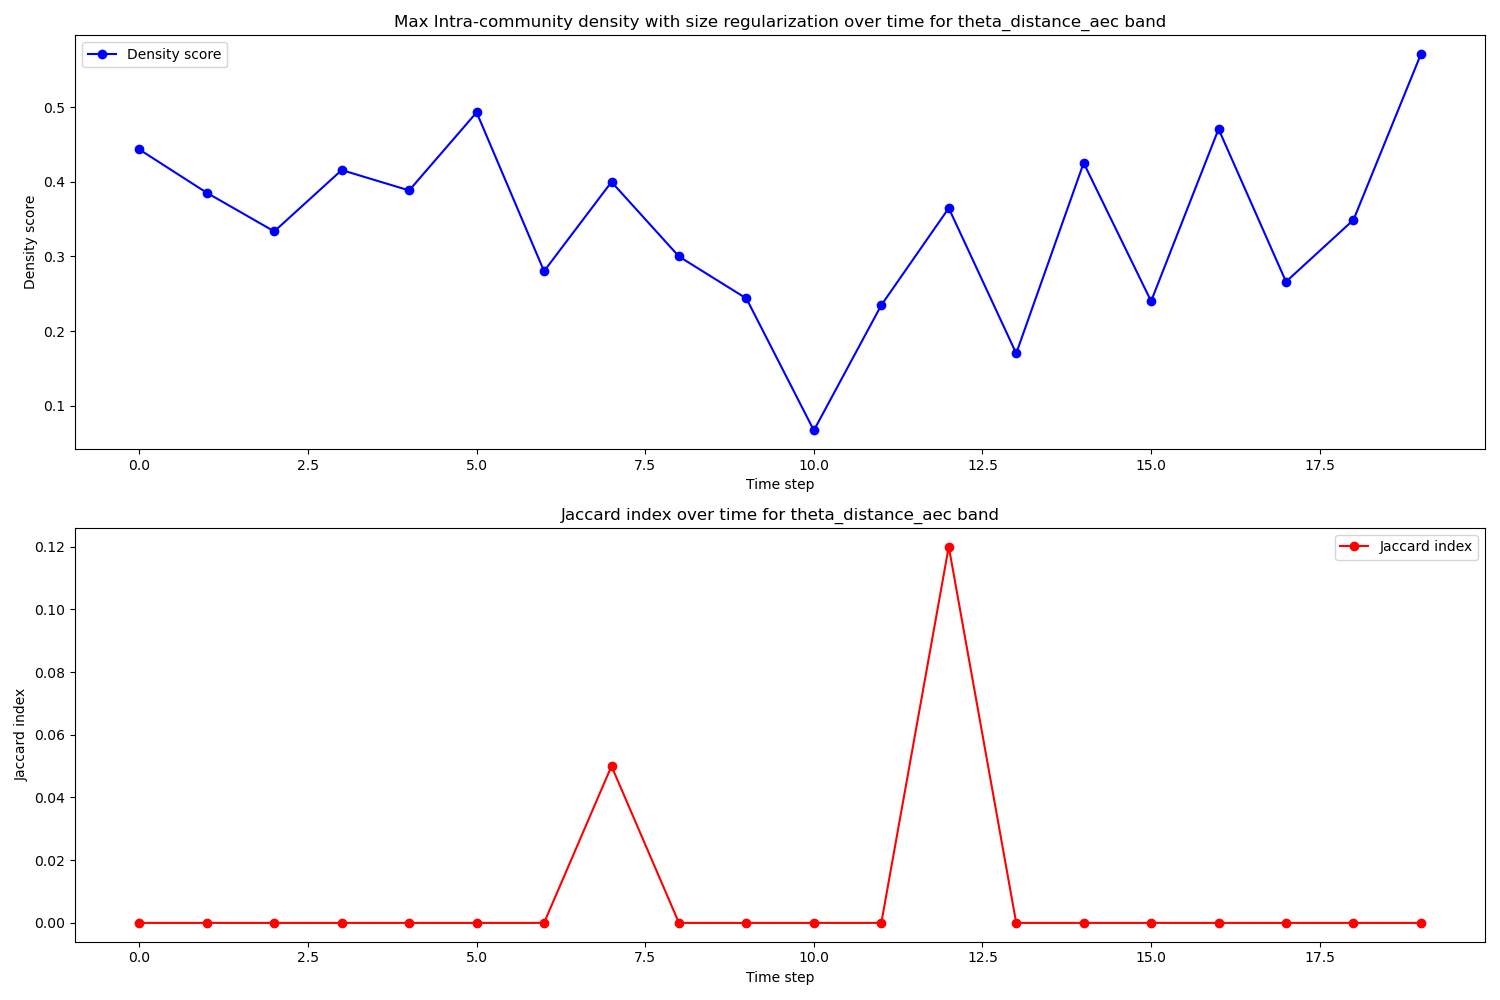 Max Intra-community density with size regularization over time for theta_distance_aec band
Density score
Density score
0.5
0.4
0.3
0.2
0.1
0.0 2.5 5.0 7.5 10.0 12.5 15.0 17.5
Time step
Jaccard index over time for theta_distance_aec band
Jaccard index
Jaccard index
0.12
0.10
0.08
0.06
0.04
0.02
0.00
0.0 2.5 5.0 7.5 10.0 12.5 15.0 17.5
Time step